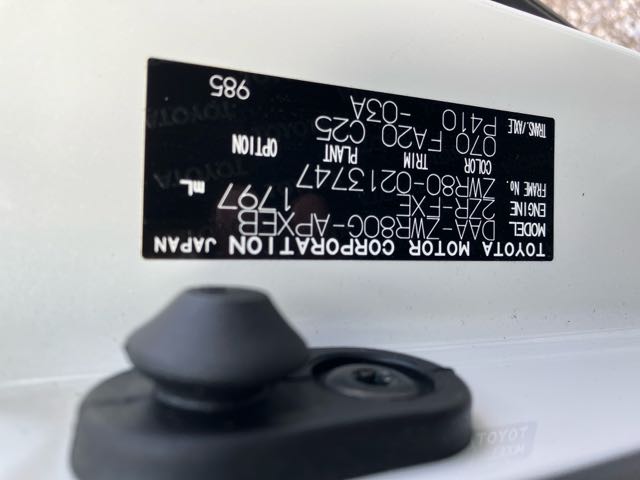 TOYOTA MOTOR CORPORATION JAPAN
MODEL DAA-ZWR80G-APXEB
ENGINE 2ZR-FXE 1797 mL
FRAME No. ZWR80-0213747
COLOR TRIM PLANT OPTION
070 FA20 C25
TRANS./AXLE P410 -03A
985
TOYOTA